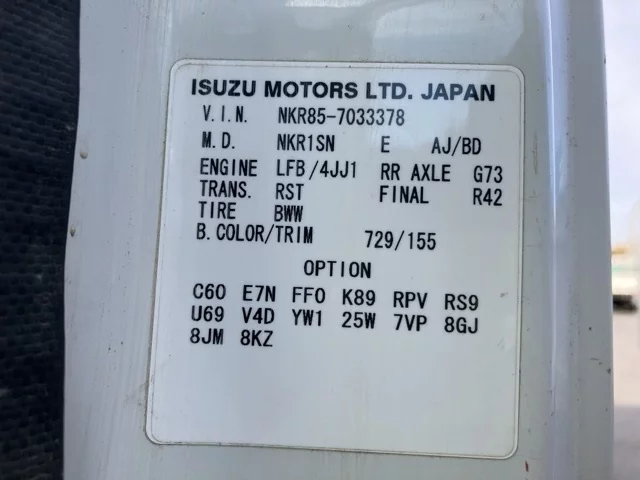 ISUZU MOTORS LTD. JAPAN
V.I.N. NKR85-7033378
M.D. NKR1SN E AJ/BD
ENGINE LFB/4JJ1 RR AXLE G73
TRANS. RST FINAL R42
TIRE BWW
B.COLOR/TRIM 729/155
OPTION
C60 E7N FF0 K89 RPV RS9
U69 V4D YW1 25W 7VP 8GJ
8JM 8KZ